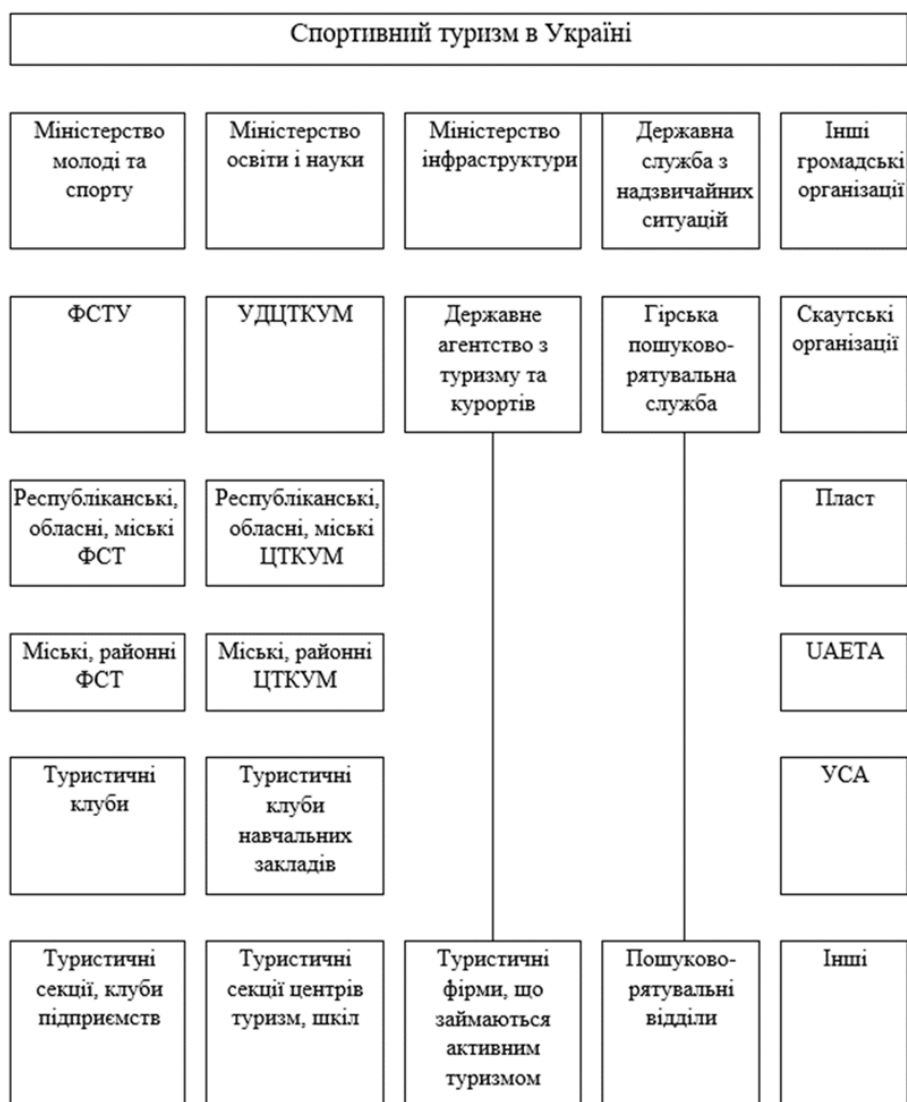 Спортивний туризм в Україні
Міністерство
молоді та
спорту
Міністерство
освіти і науки
Міністерство
інфраструктури
Державна
служба з
надзвичайних
ситуацій
Інші
громадські
організації
ФСТУ
УДЦТКУМ
Державне
агентство з
туризму та
курортів
Гірська
пошуково-
рятувальна
служба
Скаутські
організації
Республіканські,
обласні, міські
ФСТ
Республіканські,
обласні, міські
ЦТКУМ
Пласт
Міські, районні
ФСТ
Міські, районні
ЦТКУМ
UAETA
Туристичні
клуби
Туристичні
клуби
навчальних
закладів
УСА
Туристичні
секції, клуби
підприємств
Туристичні
секції центрів
туризм, шкіл
Туристичні
фірми, що
займаються
активним
туризмом
Пошуково-
рятувальні
відділи
Інші